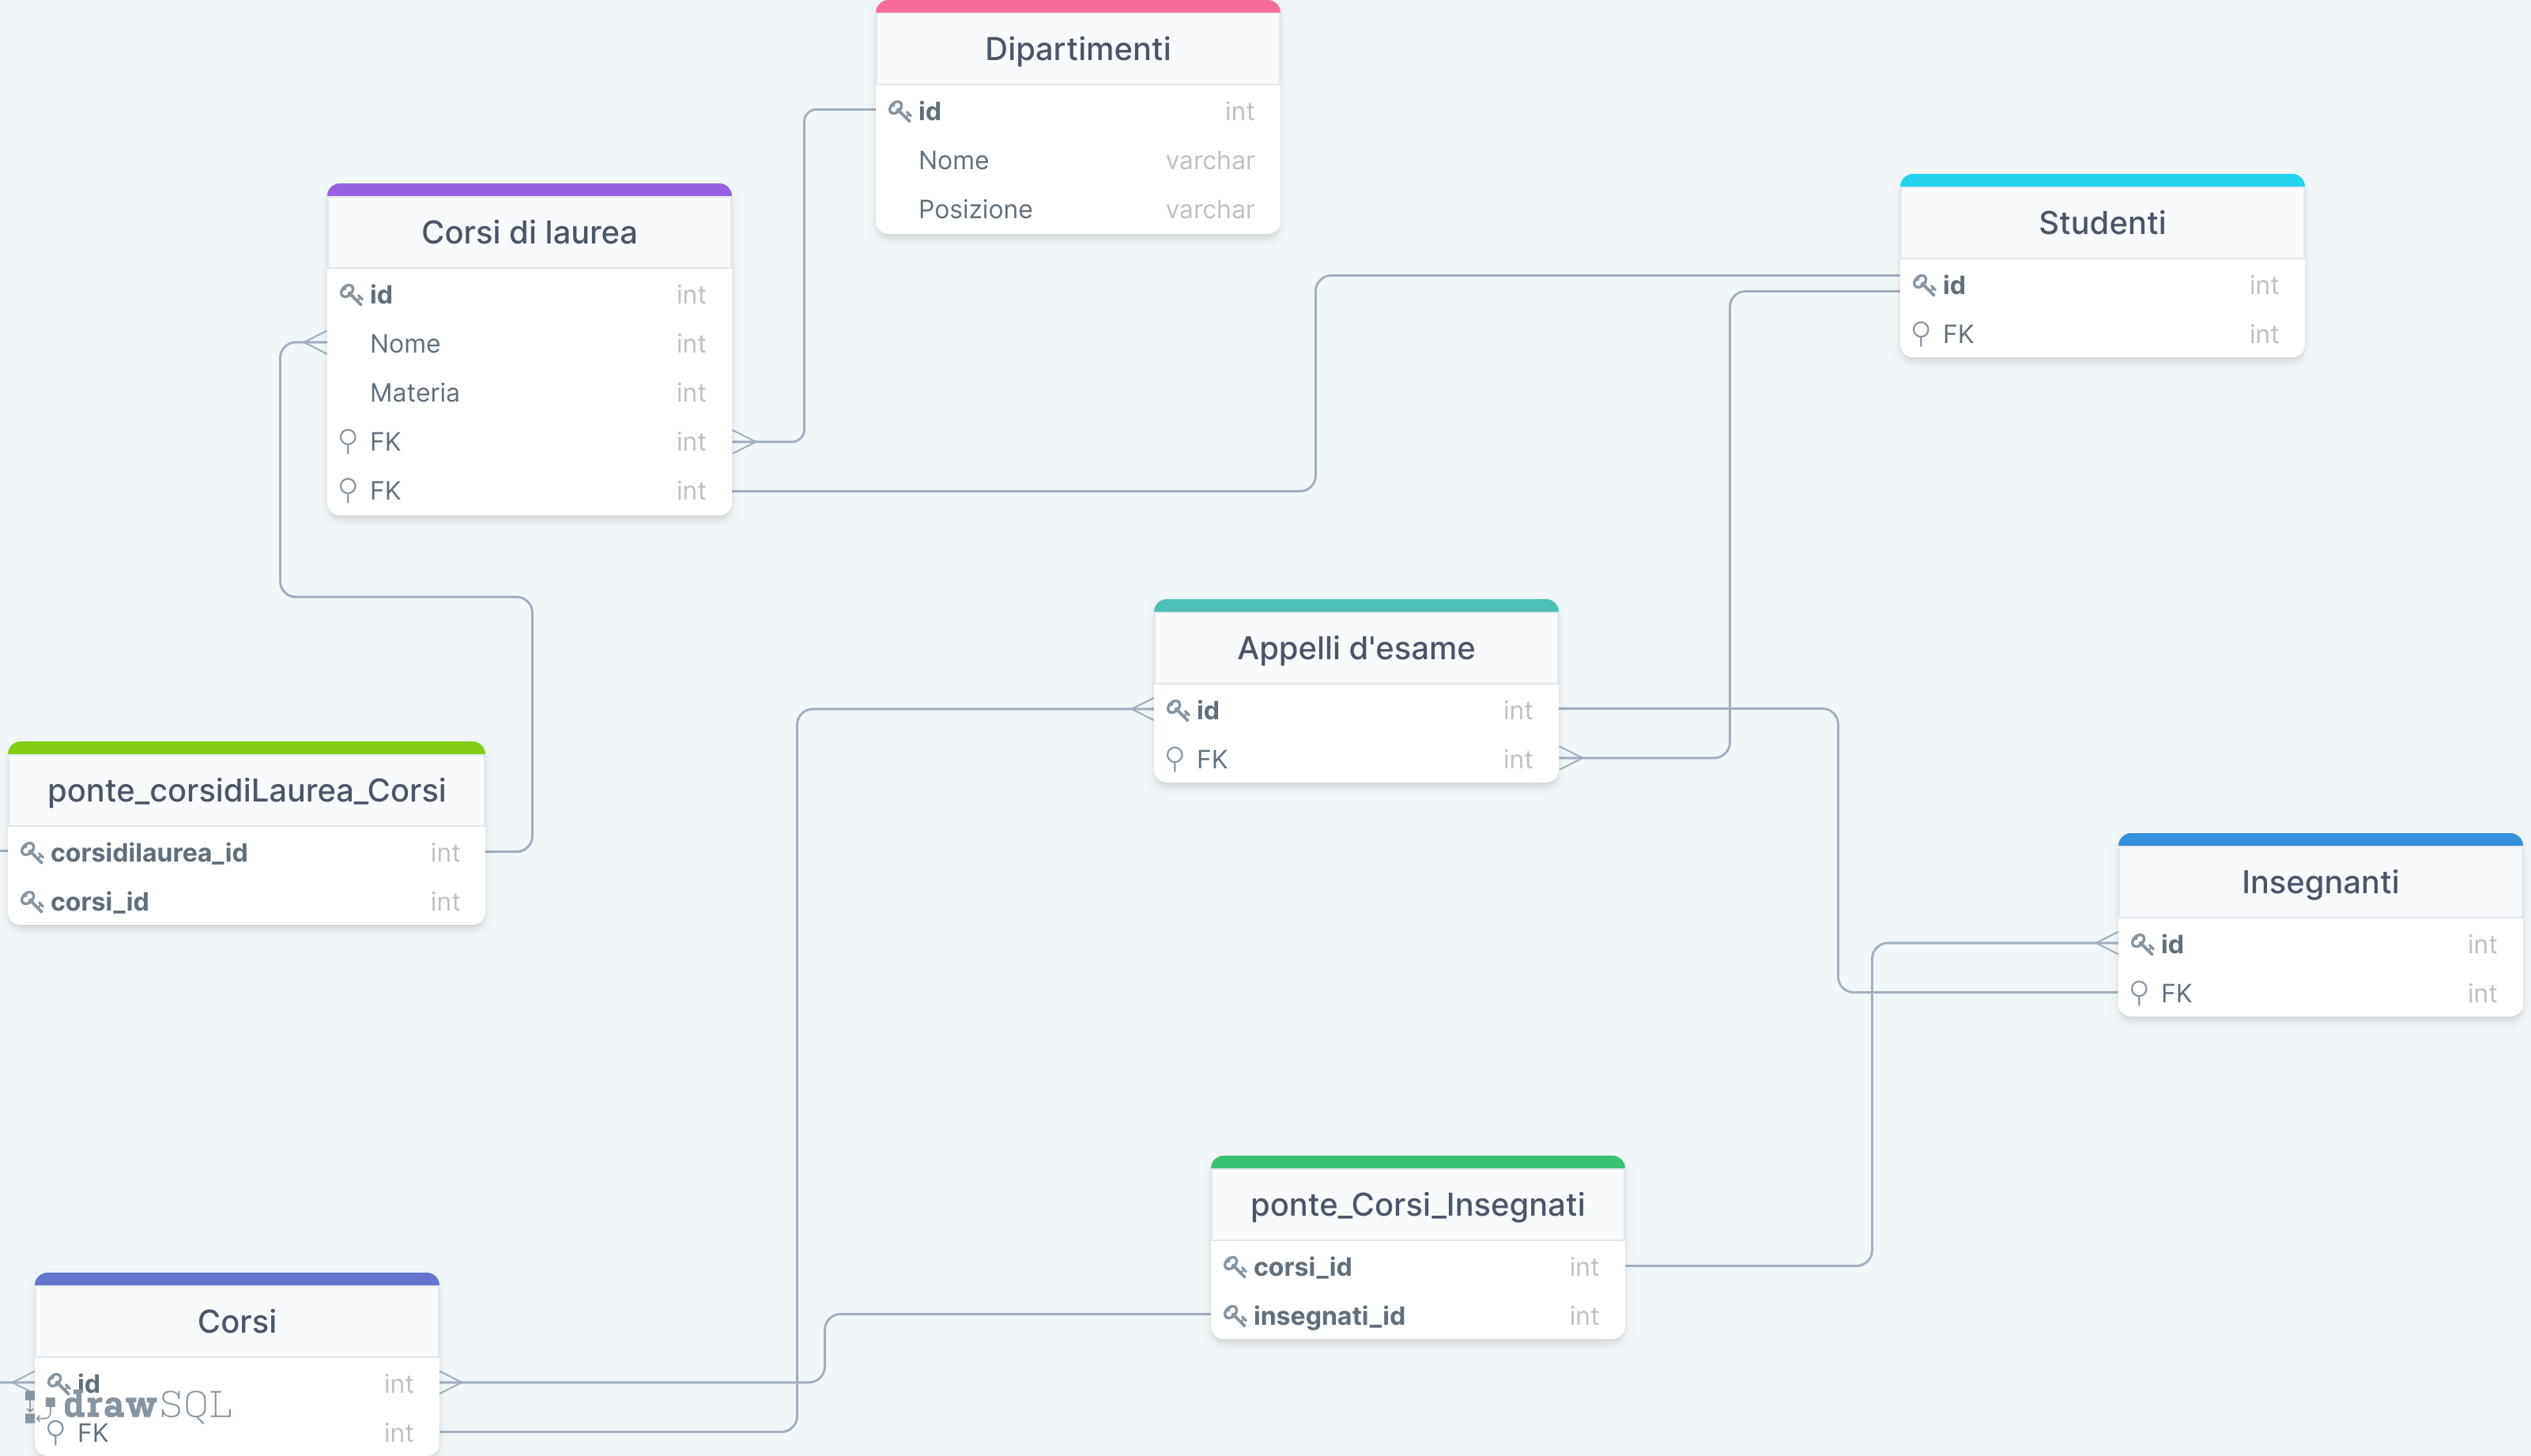 Dipartimenti
id int
Nome varchar
Posizione varchar
Corsi di laurea
id int
Nome int
Materia int
FK int
FK int
Studenti
id int
FK int
Appelli d'esame
id int
FK int
ponte_corsidiLaurea_Corsi
corsidilaurea_id int
corsi_id int
Insegnanti
id int
FK int
ponte_Corsi_Insegnati
corsi_id int
insegnati_id int
Corsi
id int
drawSQL
FK int